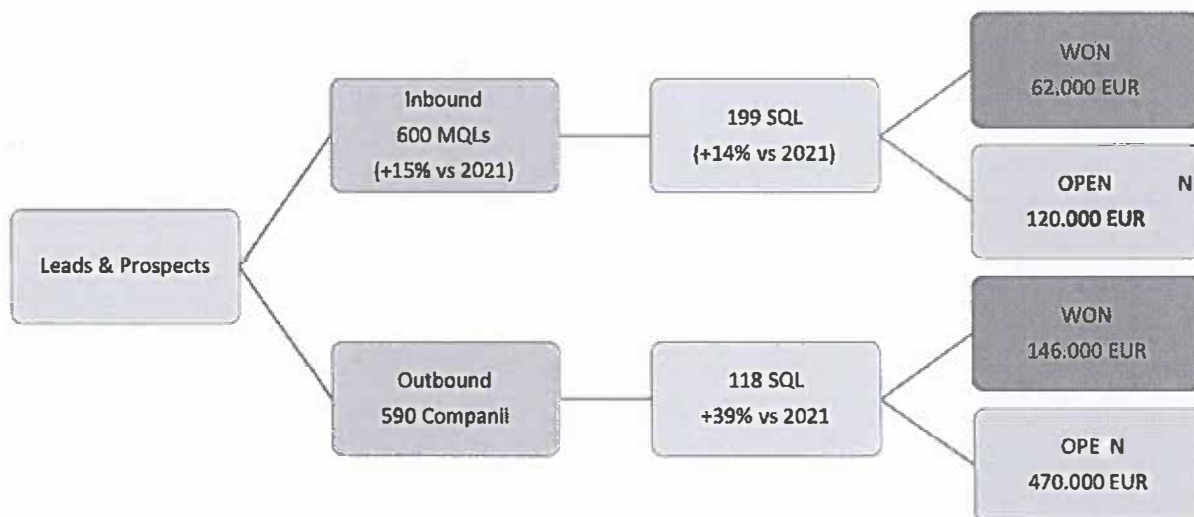 Leads & Prospects
Inbound
600 MQLs
(+15% vs 2021)
199 SQL
(+14% vs 2021)
WON
62.000 EUR
OPEN N
120.000 EUR
Outbound
590 Companii
118 SQL
+39% vs 2021
WON
146.000 EUR
OPE N
470.000 EUR